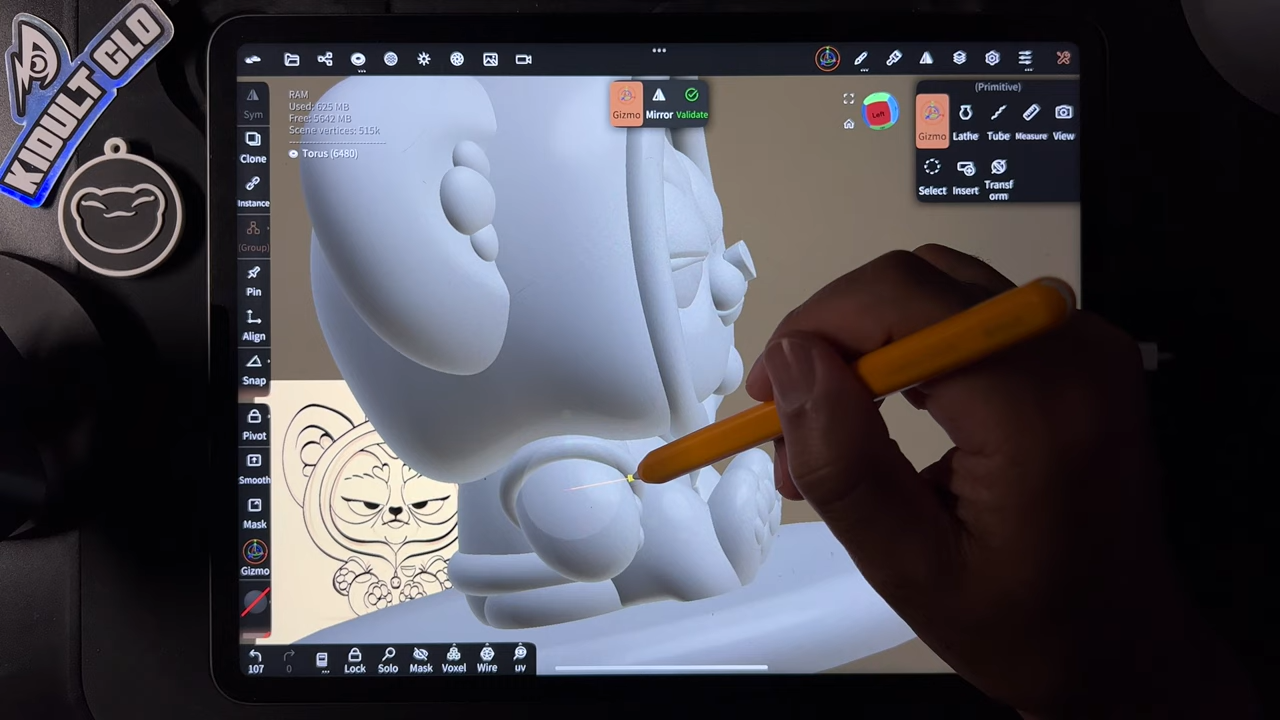 KIDULT CLO
RAM
Used: 625 MB
Free: 5642 MB
Scene vertices: 515k
Torus (6480)
Gizmo
Mirror
Validate
Left
(Primitive)
Gizmo
Lathe
Tube
Measure
View
Select
Insert
Transf
orm
Sym
Clone
Instance
(Group)
Pin
Align
Snap
Pivot
Smooth
Mask
Gizmo
107
0
...
Lock
Solo
Mask
Voxel
Wire
uv